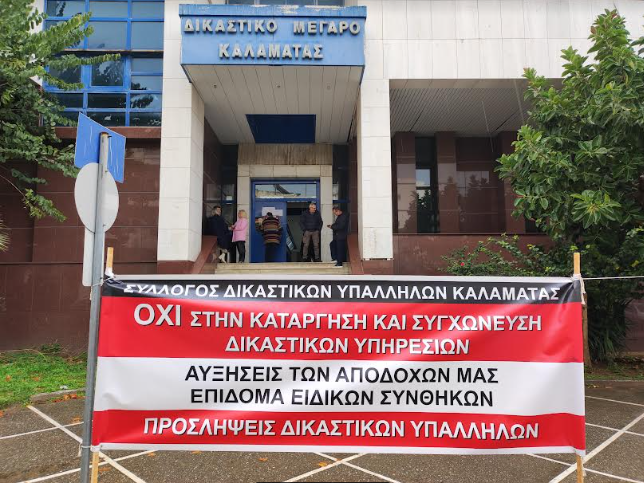 ΔΙΚΑΣΤΙΚΟ ΜΕΓΑΡΟ
ΚΑΛΑΜΑΤΑΣ
ΣΥΛΛΟΓΟΣ ΔΙΚΑΣΤΙΚΩΝ ΥΠΑΛΛΗΛΩΝ ΚΑΛΑΜΑΤΑΣ
ΟΧΙ ΣΤΗΝ ΚΑΤΑΡΓΗΣΗ ΚΑΙ ΣΥΓΧΩΝΕΥΣΗ
ΔΙΚΑΣΤΙΚΩΝ ΥΠΗΡΕΣΙΩΝ
ΑΥΞΗΣΕΙΣ ΤΩΝ ΑΠΟΔΟΧΩΝ ΜΑΣ
ΕΠΙΔΟΜΑ ΕΙΔΙΚΩΝ ΣΥΝΘΗΚΩΝ
ΠΡΟΣΛΗΨΕΙΣ ΔΙΚΑΣΤΙΚΩΝ ΥΠΑΛΛΗΛΩΝ